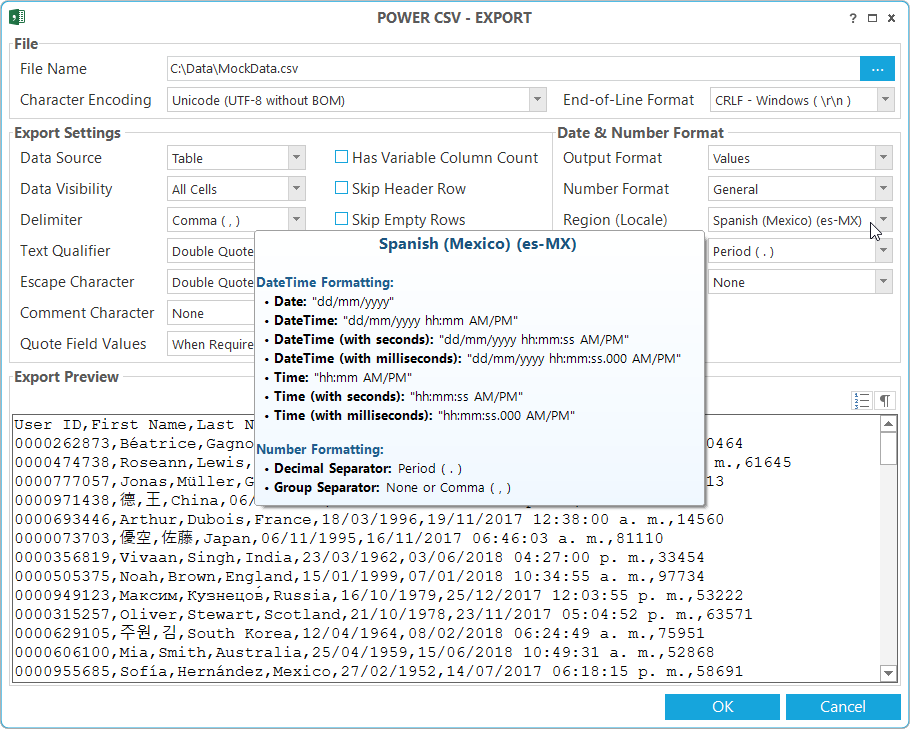 POWER CSV - EXPORT
File
File Name C:\Data\MockData.csv ...
Character Encoding Unicode (UTF-8 without BOM) End-of-Line Format CRLF - Windows ( \r\n )
Export Settings Date & Number Format
Data Source Table Has Variable Column Count Output Format Values
Data Visibility All Cells Skip Header Row Number Format General
Delimiter Comma ( , ) Skip Empty Rows Region (Locale) Spanish (Mexico) (es-MX)
Text Qualifier Double Quote Period ( . )
Escape Character Double Quote None
Comment Character None
Quote Field Values When Require
Spanish (Mexico) (es-MX)
DateTime Formatting:
• Date: "dd/mm/yyyy"
• DateTime: "dd/mm/yyyy hh:mm AM/PM"
• DateTime (with seconds): "dd/mm/yyyy hh:mm:ss AM/PM"
• DateTime (with milliseconds): "dd/mm/yyyy hh:mm:ss.000 AM/PM"
• Time: "hh:mm AM/PM"
• Time (with seconds): "hh:mm:ss AM/PM"
• Time (with milliseconds): "hh:mm:ss.000 AM/PM"
Number Formatting:
• Decimal Separator: Period ( . )
• Group Separator: None or Comma ( , )
Export Preview
User ID,First Name,Last N
0000262873,Béatrice,Gagno 0464
0000474738,Roseann,Lewis, m.,61645
0000777057,Jonas,Müller,G 13
0000971438,德,王,China,06/
0000693446,Arthur,Dubois,France,18/03/1996,19/11/2017 12:38:00 a. m.,14560
0000073703,優空,佐藤,Japan,06/11/1995,16/11/2017 06:46:03 a. m.,81110
0000356819,Vivaan,Singh,India,23/03/1962,03/06/2018 04:27:00 p. m.,33454
0000505375,Noah,Brown,England,15/01/1999,07/01/2018 10:34:55 a. m.,97734
0000949123,Максим,Кузнецо́в,Russia,16/10/1979,25/12/2017 12:03:55 p. m.,53222
0000315257,Oliver,Stewart,Scotland,21/10/1978,23/11/2017 05:04:52 p. m.,63571
0000629105,주원,김,South Korea,12/04/1964,08/02/2018 06:24:49 a. m.,75951
0000606100,Mia,Smith,Australia,25/04/1959,15/06/2018 10:49:31 a. m.,52868
0000955685,Sofía,Hernández,Mexico,27/02/1952,14/07/2017 06:18:15 p. m.,58691
OK Cancel